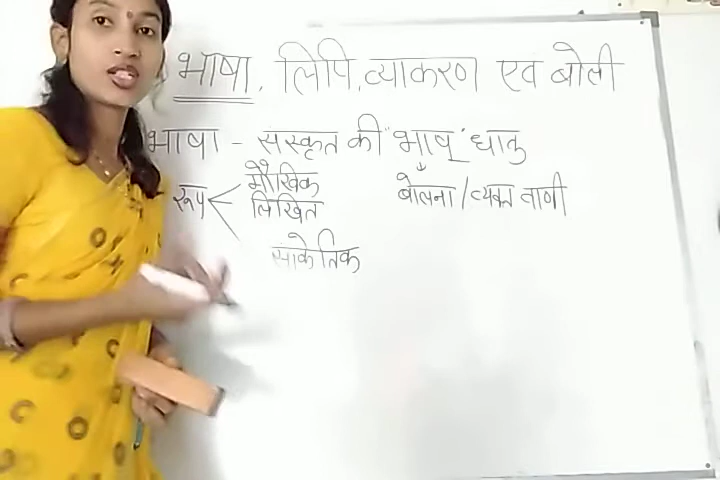 भाषा, लिपि, व्याकरण एव बोली
भाषा - संस्कृत की "भाष्" धातु
रूप
मौखिक
लिखित
सांकेतिक
बोलना / व्यक्त वाणी